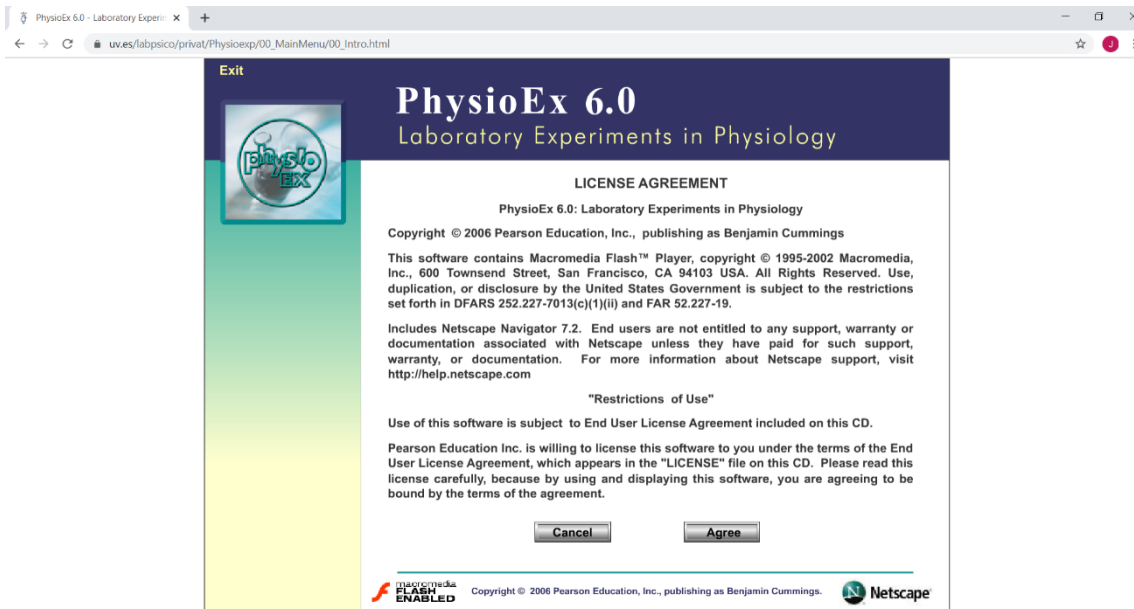 PhysioEx 6.0 - Laboratory Experin
uv.es/labpsico/privat/Physioexp/00_MainMenu/00_Intro.html
J
Exit
PhysioEx 6.0
Laboratory Experiments in Physiology
physio
EX
LICENSE AGREEMENT
PhysioEx 6.0: Laboratory Experiments in Physiology
Copyright © 2006 Pearson Education, Inc., publishing as Benjamin Cummings
This software contains Macromedia Flash™ Player, copyright © 1995-2002 Macromedia,
Inc., 600 Townsend Street, San Francisco, CA 94103 USA. All Rights Reserved. Use,
duplication, or disclosure by the United States Government is subject to the restrictions
set forth in DFARS 252.227-7013(c)(1)(ii) and FAR 52.227-19.
Includes Netscape Navigator 7.2. End users are not entitled to any support, warranty or
documentation associated with Netscape unless they have paid for such support,
warranty, or documentation. For more information about Netscape support, visit
http://help.netscape.com
"Restrictions of Use"
Use of this software is subject to End User License Agreement included on this CD.
Pearson Education Inc. is willing to license this software to you under the terms of the End
User License Agreement, which appears in the "LICENSE" file on this CD. Please read this
license carefully, because by using and displaying this software, you are agreeing to be
bound by the terms of the agreement.
Cancel Agree
macromedia
FLASH
ENABLED
Copyright © 2006 Pearson Education, Inc., publishing as Benjamin Cummings.
N Netscape